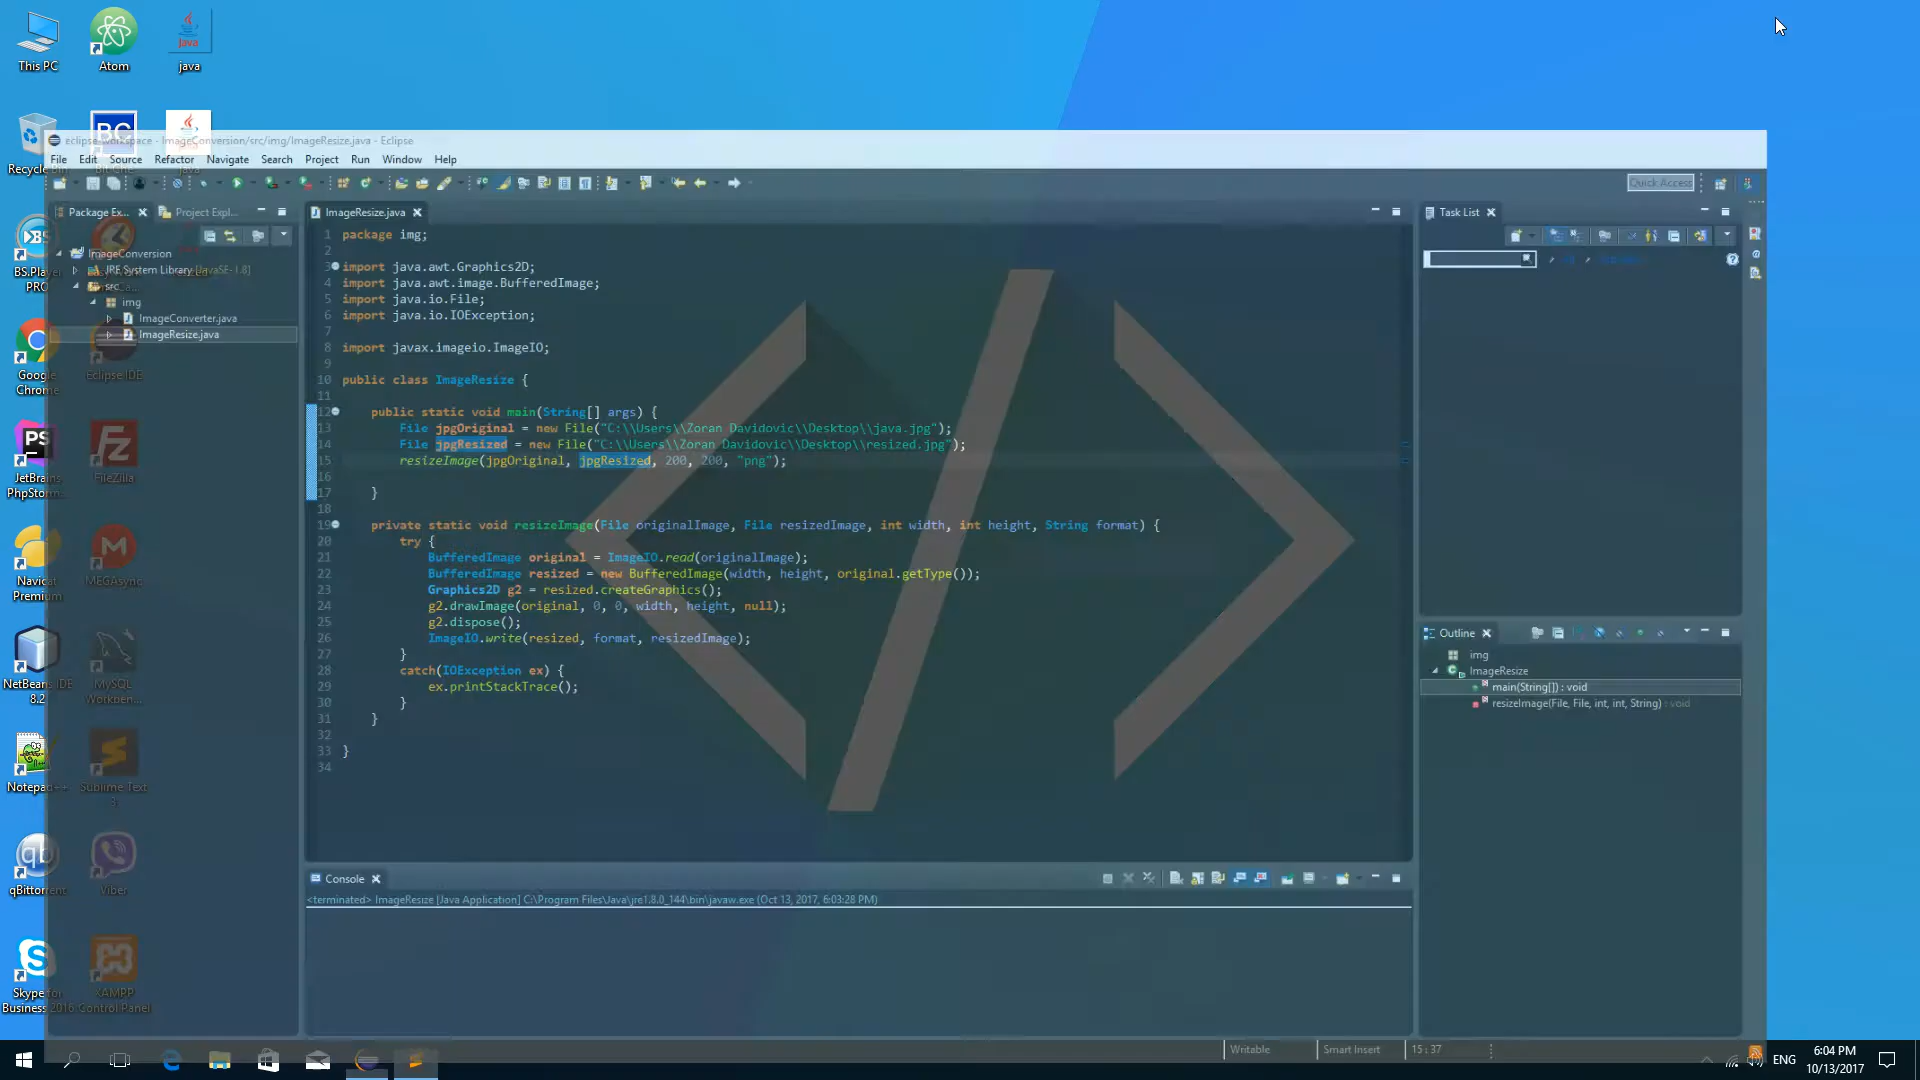 This PC
Atom
java
BC
eclipse-workspace - ImageConversion/src/img/ImageResize.java - Eclipse
File Edit Source Refactor Navigate Search Project Run Window Help
Quick Access
Package Ex...
Project Expl...
ImageResize.java
Task List
ImageConversion
JRE System Library [JavaSE-1.8]
src
img
ImageConverter.java
ImageResize.java
1 package img;
2
3 import java.awt.Graphics2D;
4 import java.awt.image.BufferedImage;
5 import java.io.File;
6 import java.io.IOException;
7
8 import javax.imageio.ImageIO;
9
10 public class ImageResize {
11
12 public static void main(String[] args) {
13 File jpgOriginal = new File("C:\\Users\\Zoran Davidovic\\Desktop\\java.jpg");
14 File jpgResized = new File("C:\\Users\\Zoran Davidovic\\Desktop\\resized.jpg");
15 resizeImage(jpgOriginal, jpgResized, 200, 200, "png");
16
17 }
18
19 private static void resizeImage(File originalImage, File resizedImage, int width, int height, String format) {
20 try {
21 BufferedImage original = ImageIO.read(originalImage);
22 BufferedImage resized = new BufferedImage(width, height, original.getType());
23 Graphics2D g2 = resized.createGraphics();
24 g2.drawImage(original, 0, 0, width, height, null);
25 g2.dispose();
26 ImageIO.write(resized, format, resizedImage);
27 }
28 catch(IOException ex) {
29 ex.printStackTrace();
30 }
31 }
32
33 }
34
Outline
img
ImageResize
main(String[]) : void
resizeImage(File, File, int, int, String) : void
Console
<terminated> ImageResize [Java Application] C:\Program Files\Java\jre1.8.0_144\bin\javaw.exe (Oct 13, 2017, 6:03:28 PM)
Writable
Smart Insert
15 : 37
Recycle Bin
BS.Player
PRO
Google
Chrome
Eclipse IDE
JetBrains
PhpStorm...
FileZilla
Navicat
Premium
MEGAsync
NetBeans IDE
8.2
MySQL
Workben...
Notepad++
Sublime Text
3
qBittorrent
Viber
Skype for
Business 2016
XAMPP
Control Panel
ENG
6:04 PM
10/13/2017